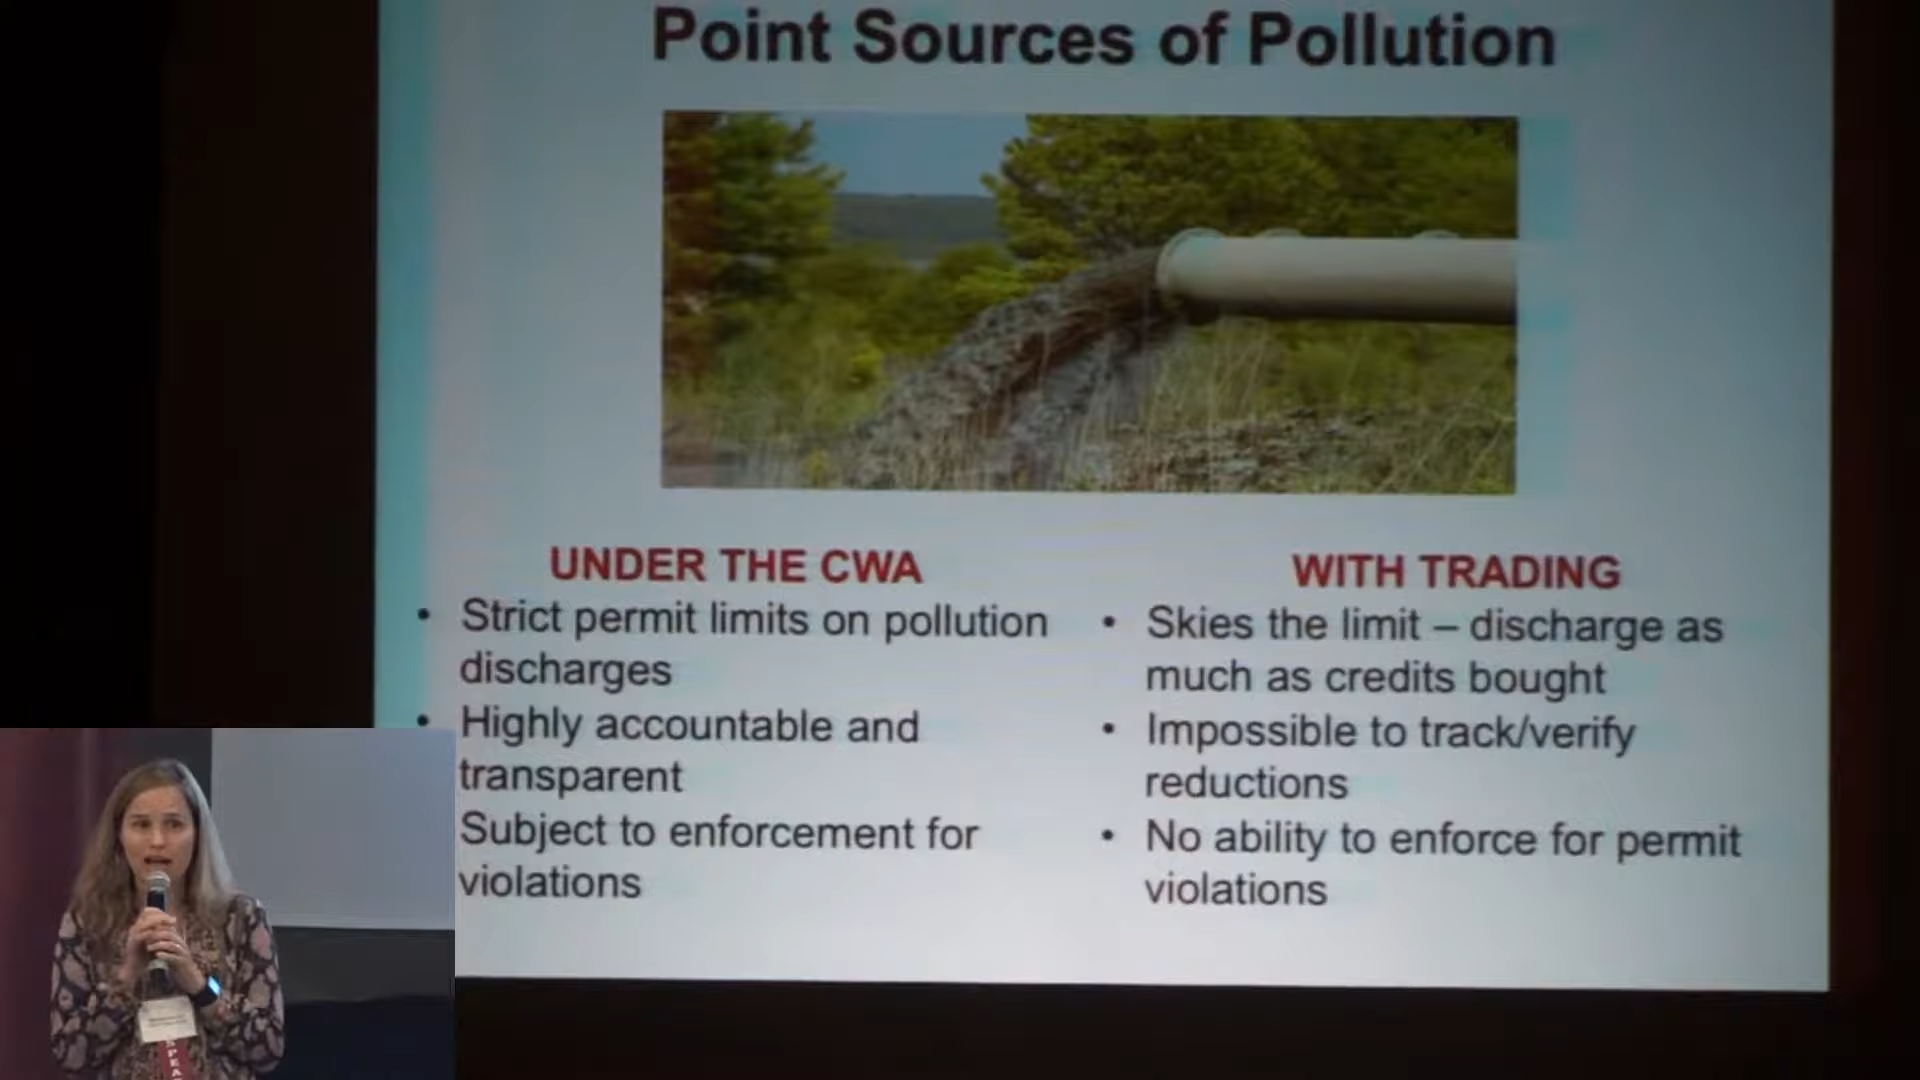 Point Sources of Pollution
UNDER THE CWA
• Strict permit limits on pollution
discharges
• Highly accountable and
transparent
Subject to enforcement for
violations
WITH TRADING
• Skies the limit – discharge as
much as credits bought
• Impossible to track/verify
reductions
• No ability to enforce for permit
violations